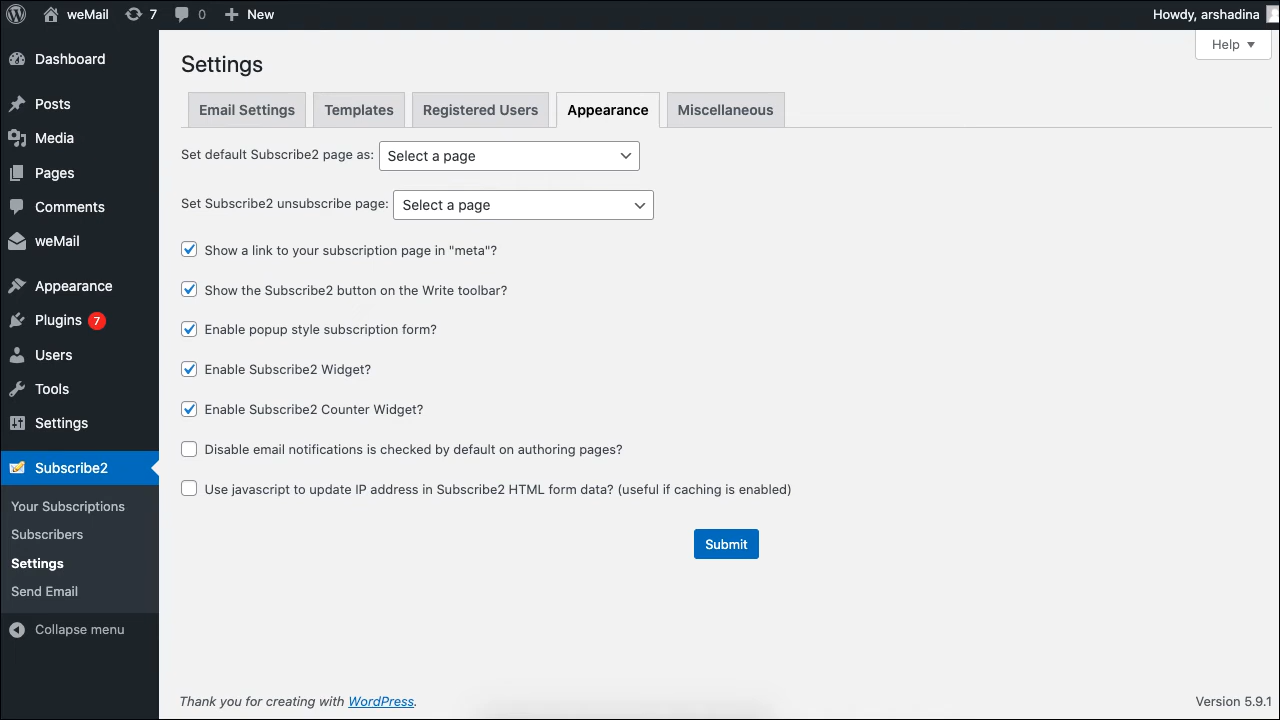 weMail 7 0 New Howdy, arshadina
Help
Dashboard
Posts
Media
Pages
Comments
weMail
Appearance
Plugins 7
Users
Tools
Settings
Subscribe2
Your Subscriptions
Subscribers
Settings
Send Email
Collapse menu
Settings
Email Settings Templates Registered Users Appearance Miscellaneous
Set default Subscribe2 page as: Select a page
Set Subscribe2 unsubscribe page: Select a page
Show a link to your subscription page in "meta"?
Show the Subscribe2 button on the Write toolbar?
Enable popup style subscription form?
Enable Subscribe2 Widget?
Enable Subscribe2 Counter Widget?
Disable email notifications is checked by default on authoring pages?
Use javascript to update IP address in Subscribe2 HTML form data? (useful if caching is enabled)
Submit
Thank you for creating with WordPress. Version 5.9.1